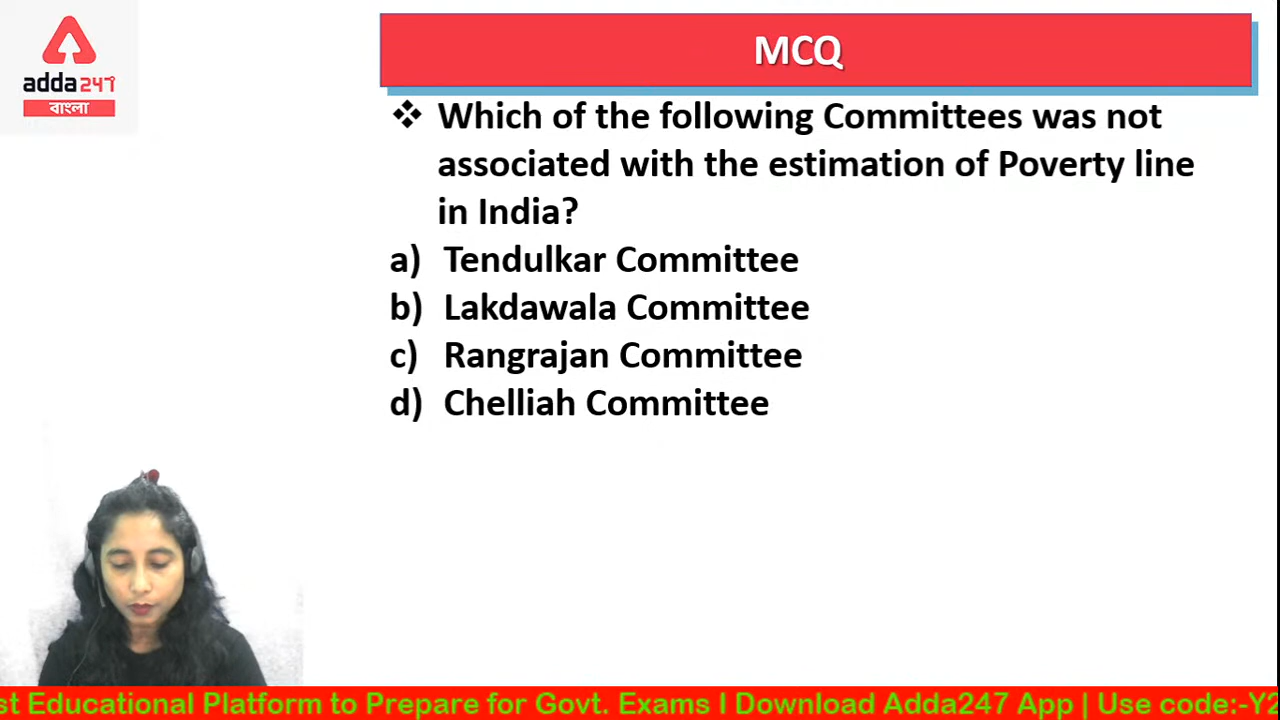 adda247
বাংলা
MCQ
❖ Which of the following Committees was not
associated with the estimation of Poverty line
in India?
a) Tendulkar Committee
b) Lakdawala Committee
c) Rangrajan Committee
d) Chelliah Committee
st Educational Platform to Prepare for Govt. Exams I Download Adda247 App | Use code:-Y2